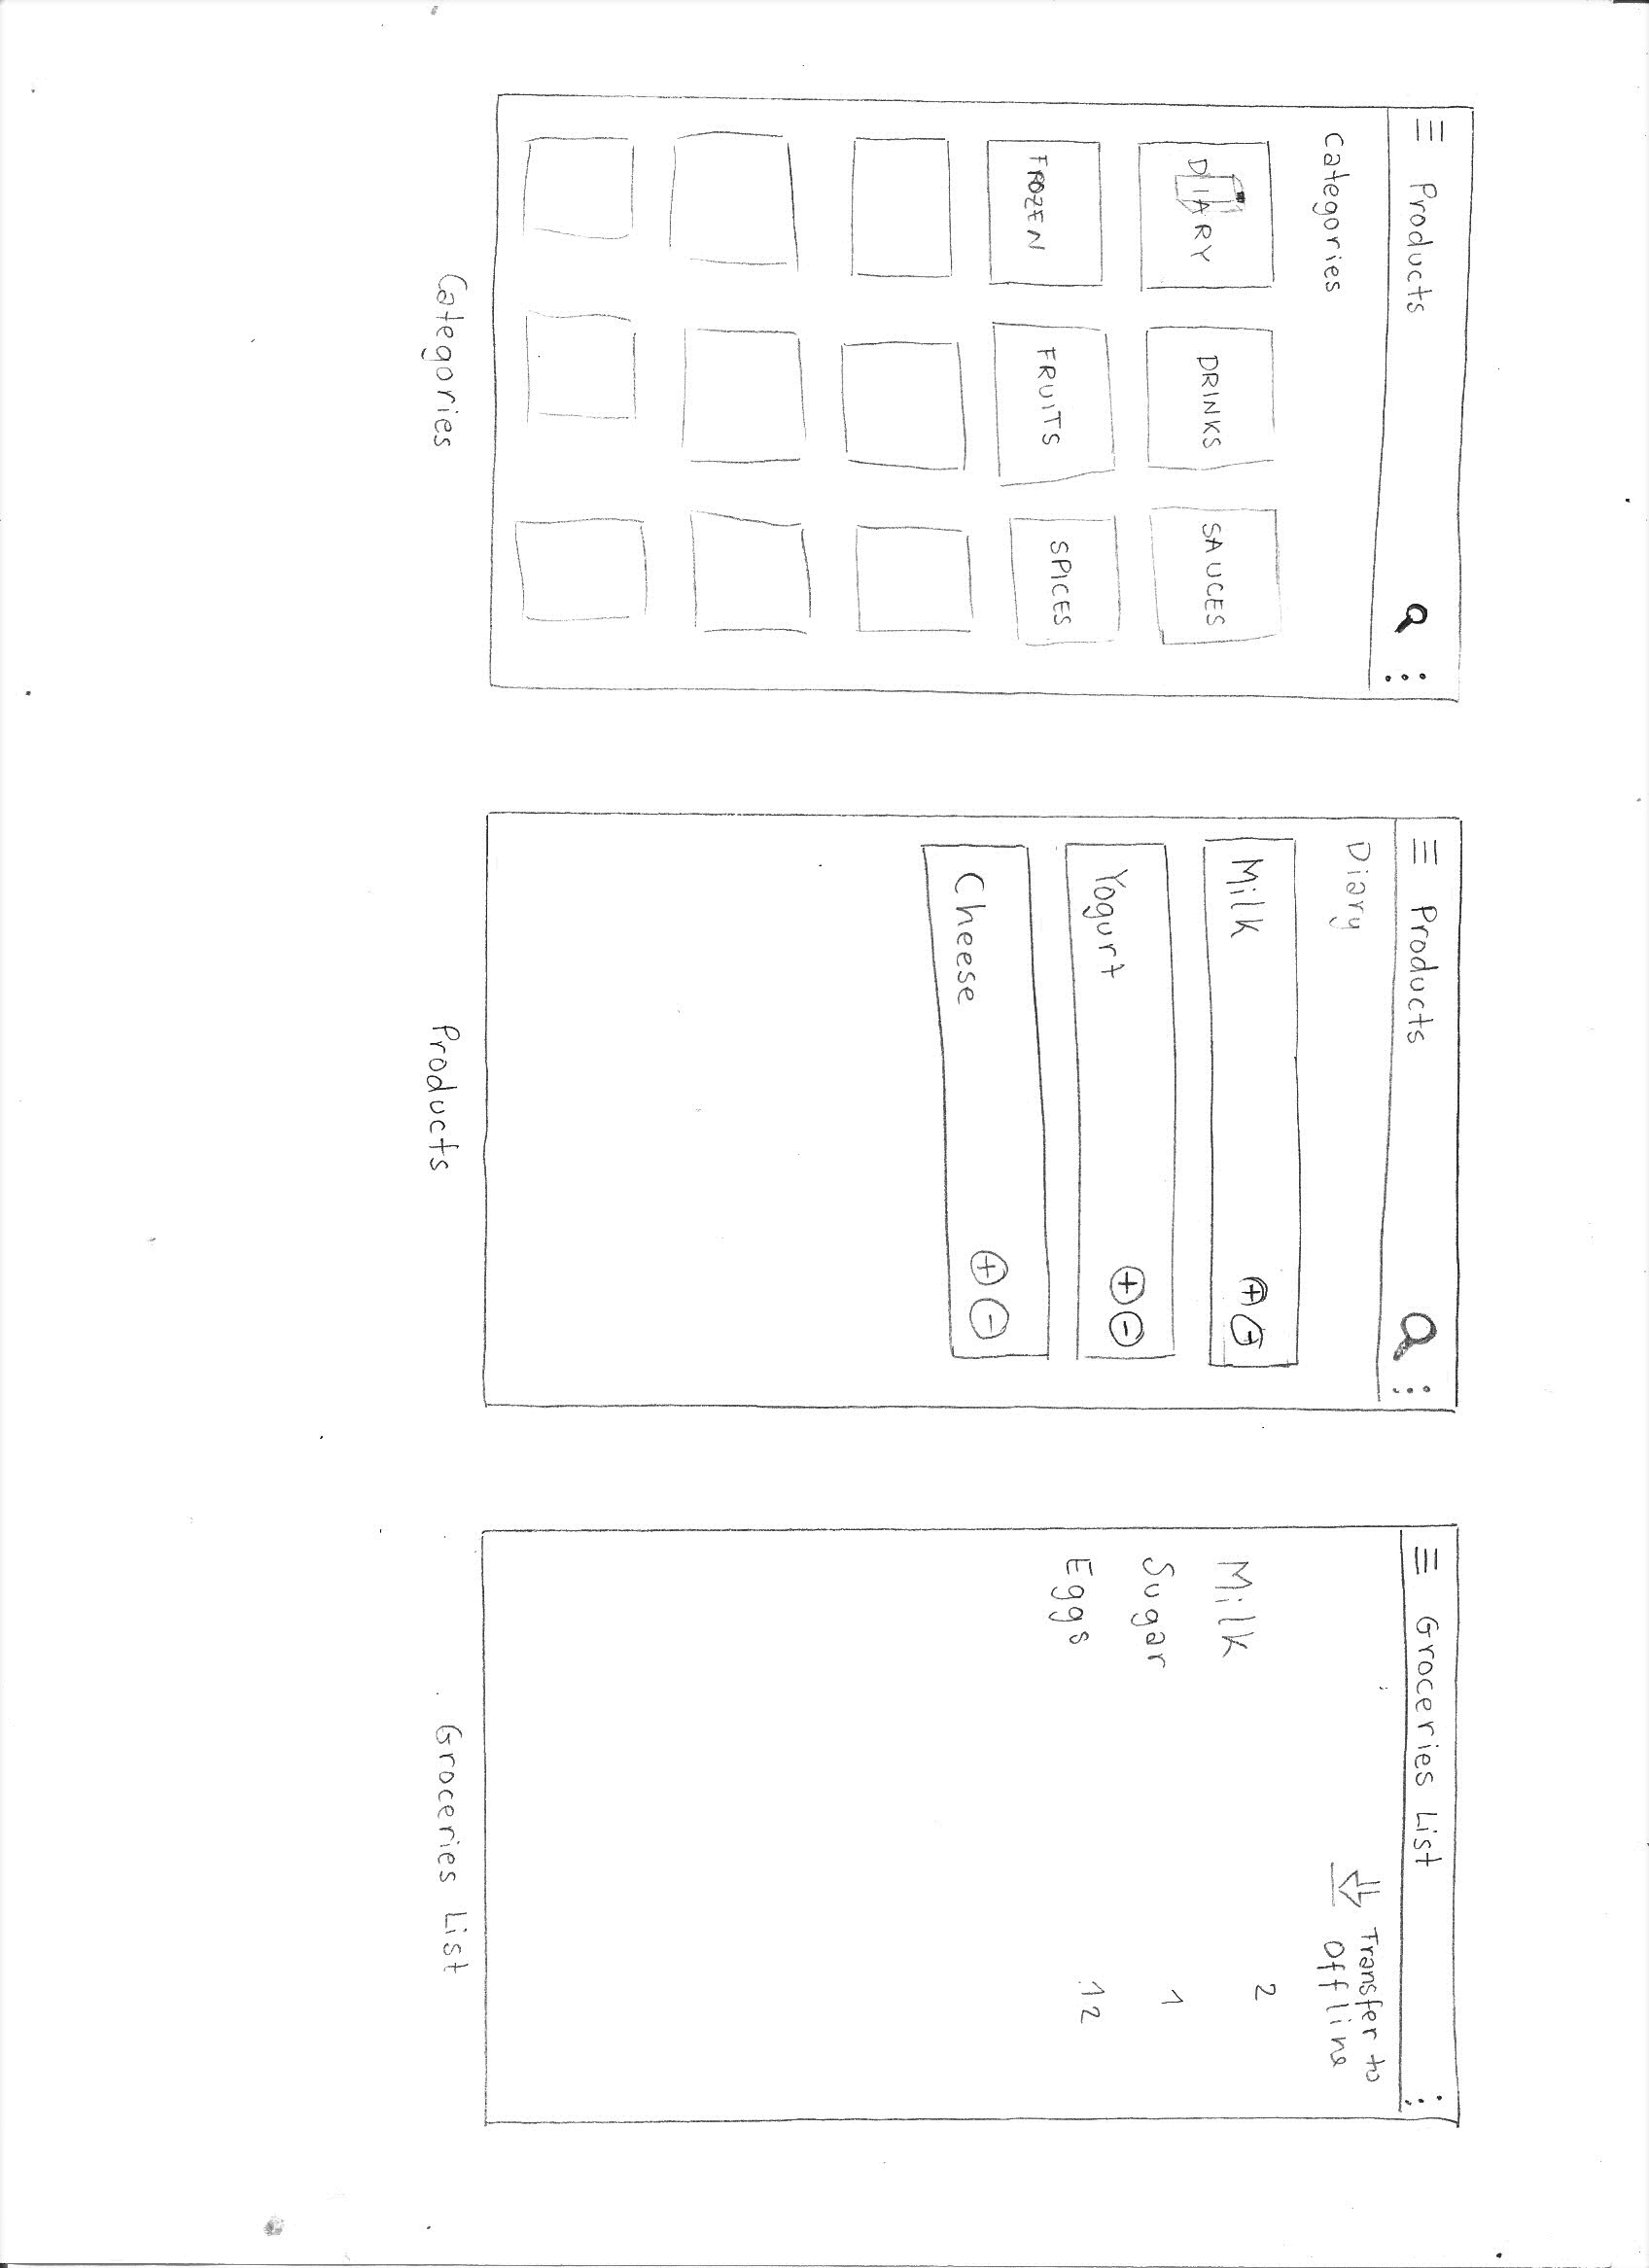 Products
Categories
DIARY
DRINKS
SAUCES
FROZEN
FRUITS
SPICES
Categories
Products
Diary
Milk
Yogurt
Cheese
Products
Groceries List
Transfer to
Offline
Milk 2
Sugar 1
Eggs 12
Groceries List